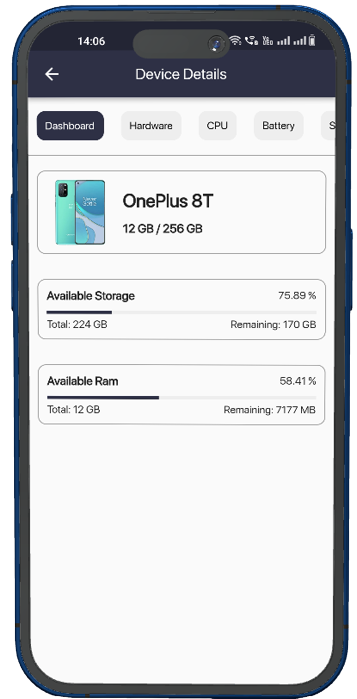 14:06
Device Details
Dashboard Hardware CPU Battery S
OnePlus 8T
12 GB / 256 GB
Available Storage 75.89 %
Total: 224 GB Remaining: 170 GB
Available Ram 58.41 %
Total: 12 GB Remaining: 7177 MB